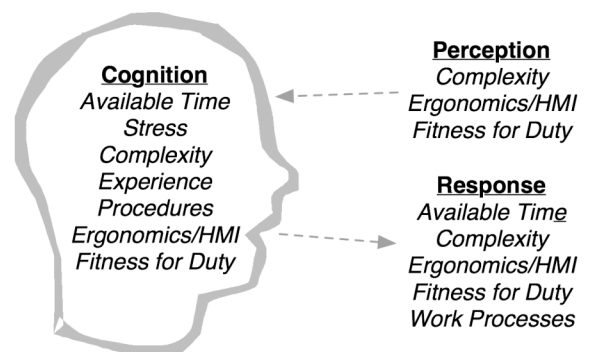 Cognition
Available Time
Stress
Complexity
Experience
Procedures
Ergonomics/HMI
Fitness for Duty
Perception
Complexity
Ergonomics/HMI
Fitness for Duty
Response
Available Time
Complexity
Ergonomics/HMI
Fitness for Duty
Work Processes